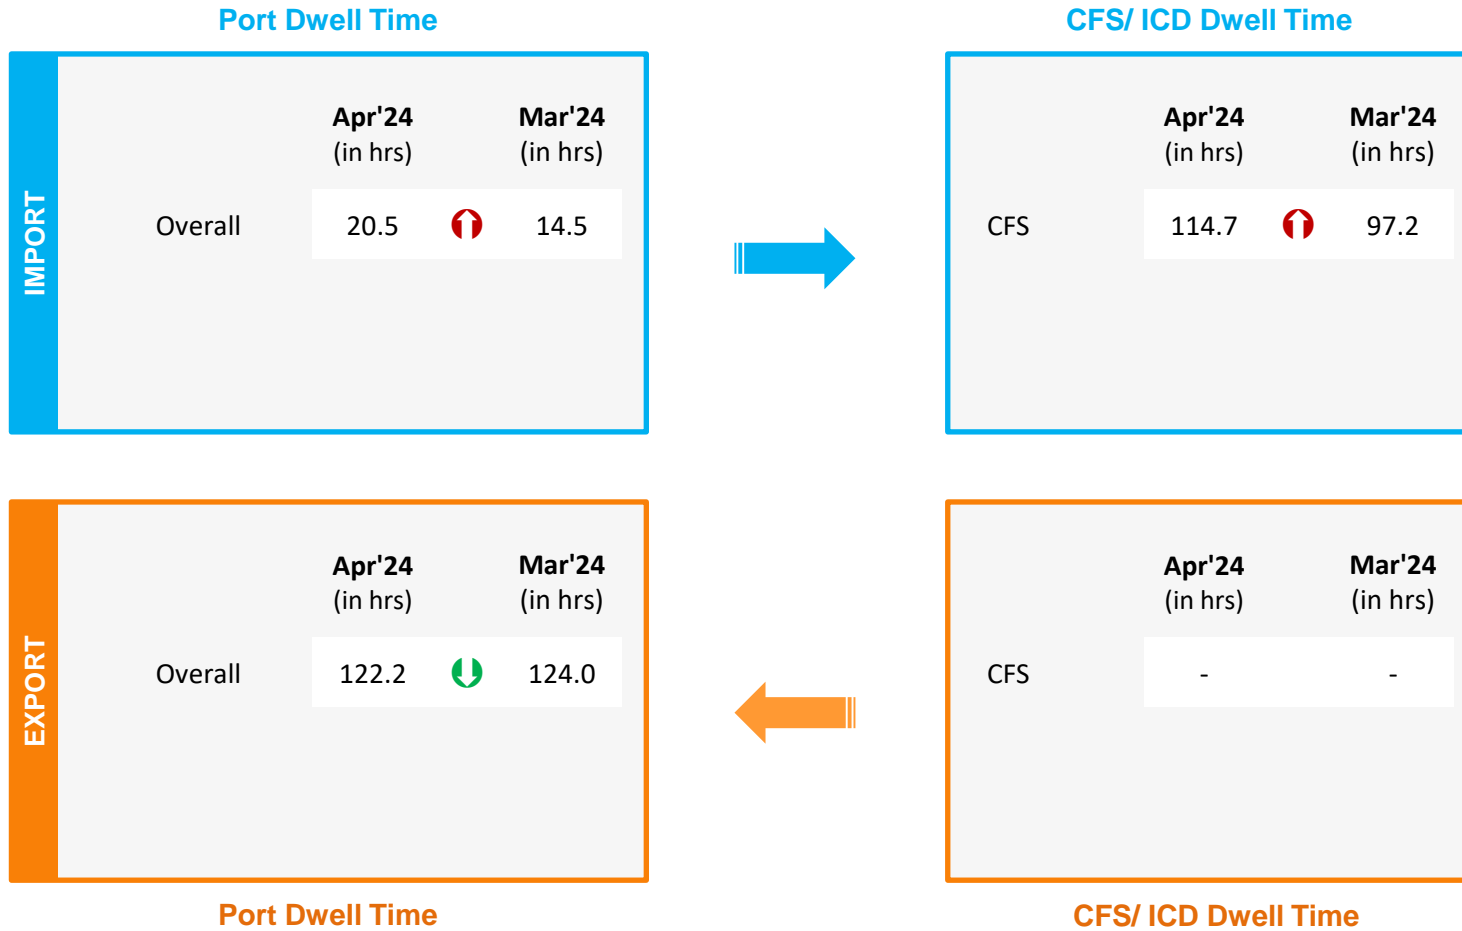 Port Dwell Time
CFS/ ICD Dwell Time
IMPORT
Apr'24 Mar'24
(in hrs) (in hrs)
Overall 20.5 14.5
Apr'24 Mar'24
(in hrs) (in hrs)
CFS 114.7 97.2
EXPORT
Apr'24 Mar'24
(in hrs) (in hrs)
Overall 122.2 124.0
Apr'24 Mar'24
(in hrs) (in hrs)
CFS - -
Port Dwell Time
CFS/ ICD Dwell Time